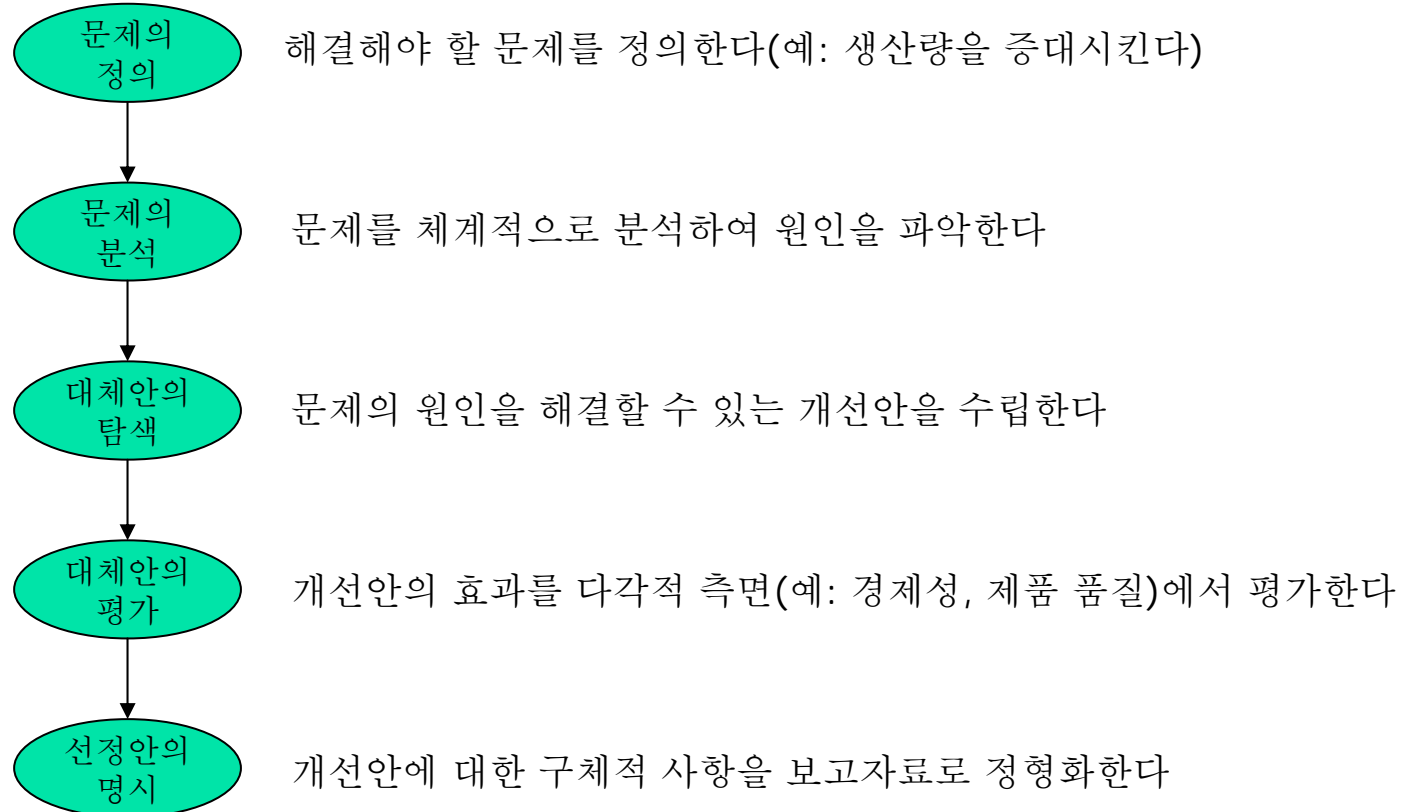 문제의
정의
해결해야 할 문제를 정의한다(예: 생산량을 증대시킨다)
문제의
분석
문제를 체계적으로 분석하여 원인을 파악한다
대체안의
탐색
문제의 원인을 해결할 수 있는 개선안을 수립한다
대체안의
평가
개선안의 효과를 다각적 측면(예: 경제성, 제품 품질)에서 평가한다
선정안의
명시
개선안에 대한 구체적 사항을 보고자료로 정형화한다